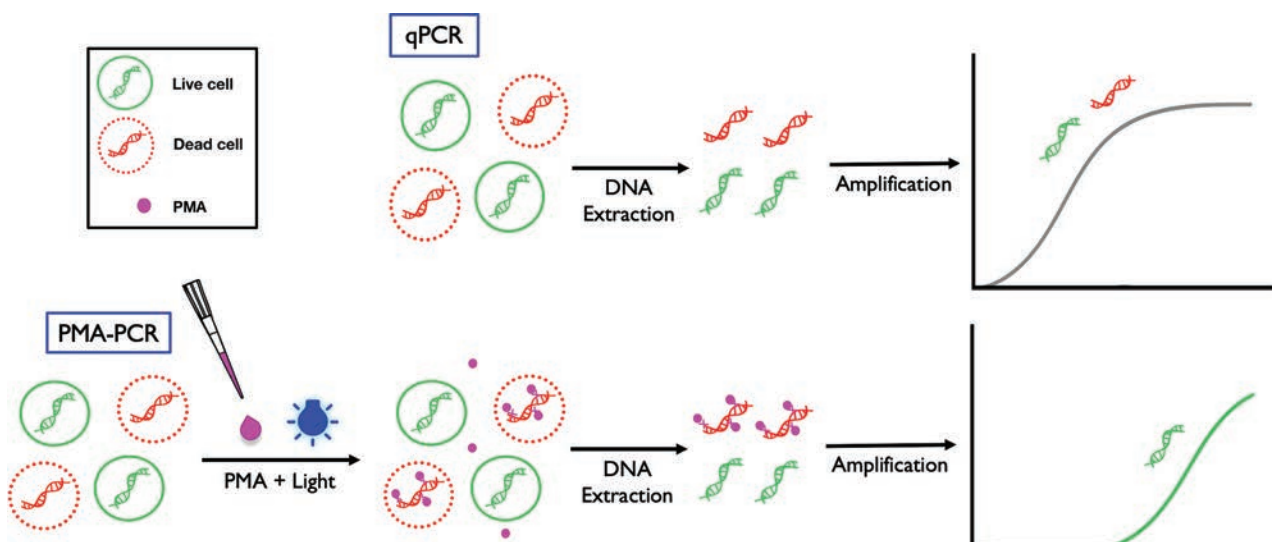 qPCR
Live cell
Dead cell
PMA
DNA
Extraction
Amplification
PMA-PCR
PMA + Light
DNA
Extraction
Amplification